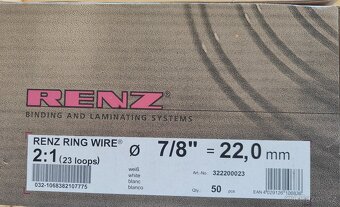 RENZ
BINDING AND LAMINATING SYSTEMS
RENZ RING WIRE®
2:1 (23 loops)
Ø 7/8" = 22,0 mm
weiß
white
blanc
blanco
Art.-No. 322200023
Qty.: 50 pcs
032-1068382107775